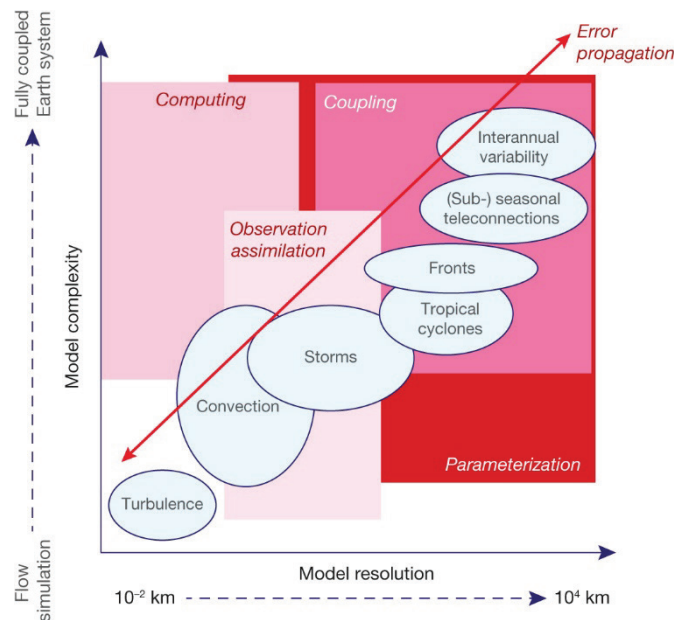 Error
propagation
Fully coupled
Earth system
Computing
Coupling
Interannual
variability
(Sub-) seasonal
teleconnections
Observation
assimilation
Fronts
Tropical
cyclones
Model complexity
Storms
Convection
Parameterization
Turbulence
Flow
simulation
Model resolution
10⁻² km
10⁴ km